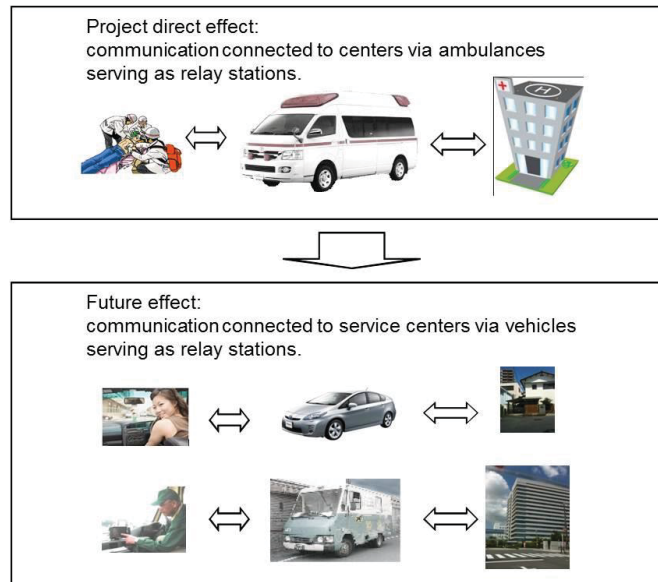 Project direct effect:
communication connected to centers via ambulances
serving as relay stations.
H
Future effect:
communication connected to service centers via vehicles
serving as relay stations.